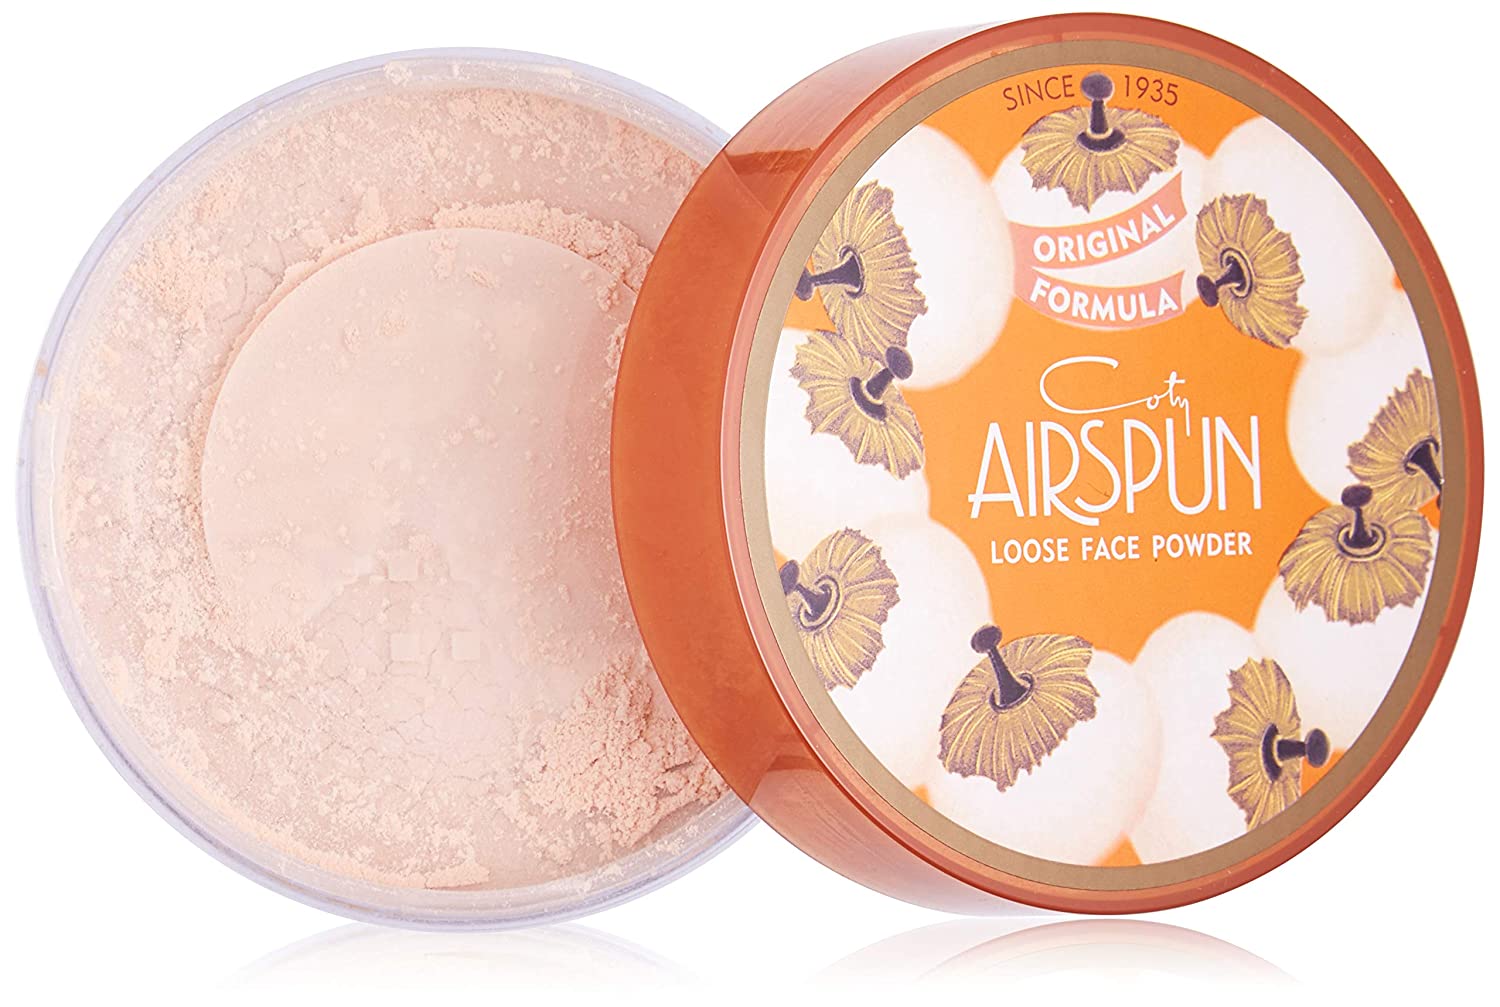 SINCE 1935
ORIGINAL
FORMULA
Coty
AIRSPUN
LOOSE FACE POWDER